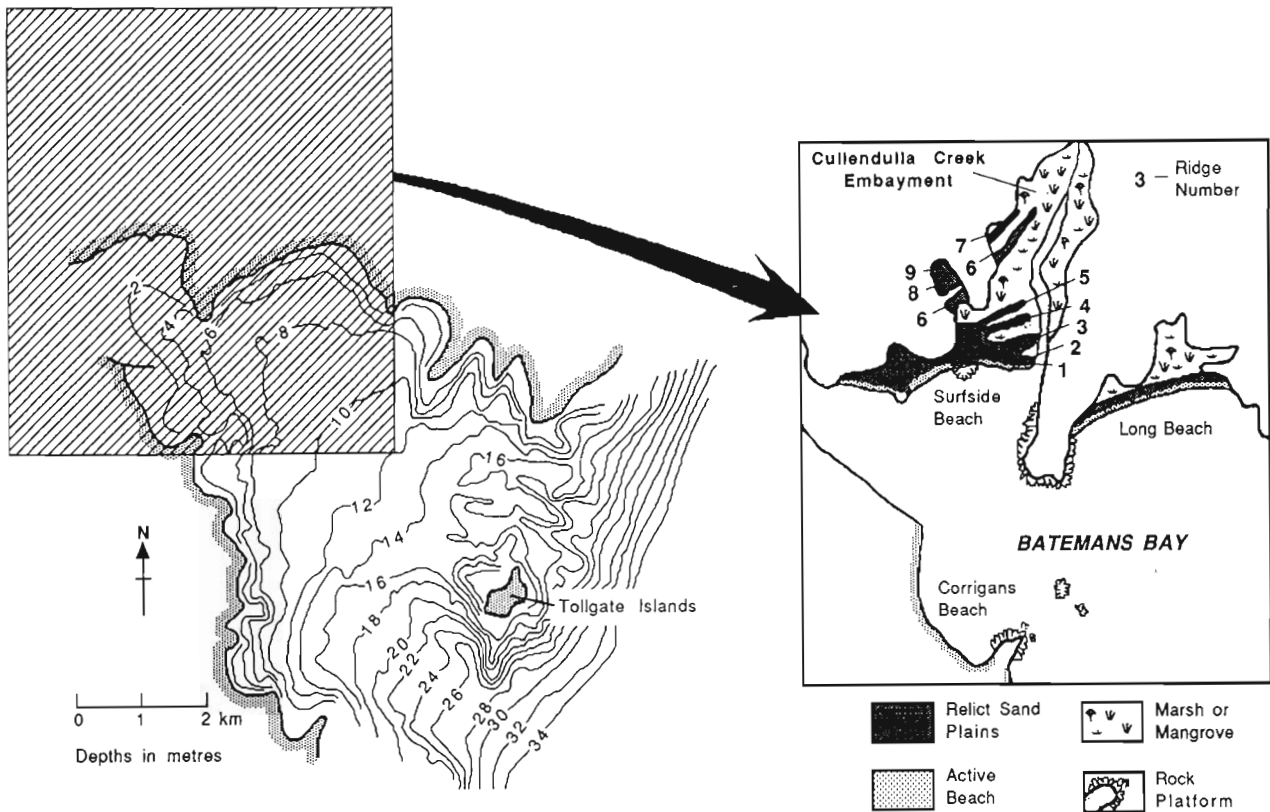 2
4
6
8
10
12
14
16
16
18
20
22
24
26
28
30
32
34
N
Tollgate Islands
0 1 2 km
Depths in metres
Cullendulla Creek
Embayment
3 — Ridge
Number
7
6
9
8
6
5
4
3
2
1
Surfside
Beach
Long Beach
BATEMANS BAY
Corrigans
Beach
Relict Sand
Plains
Marsh or
Mangrove
Active
Beach
Rock
Platform